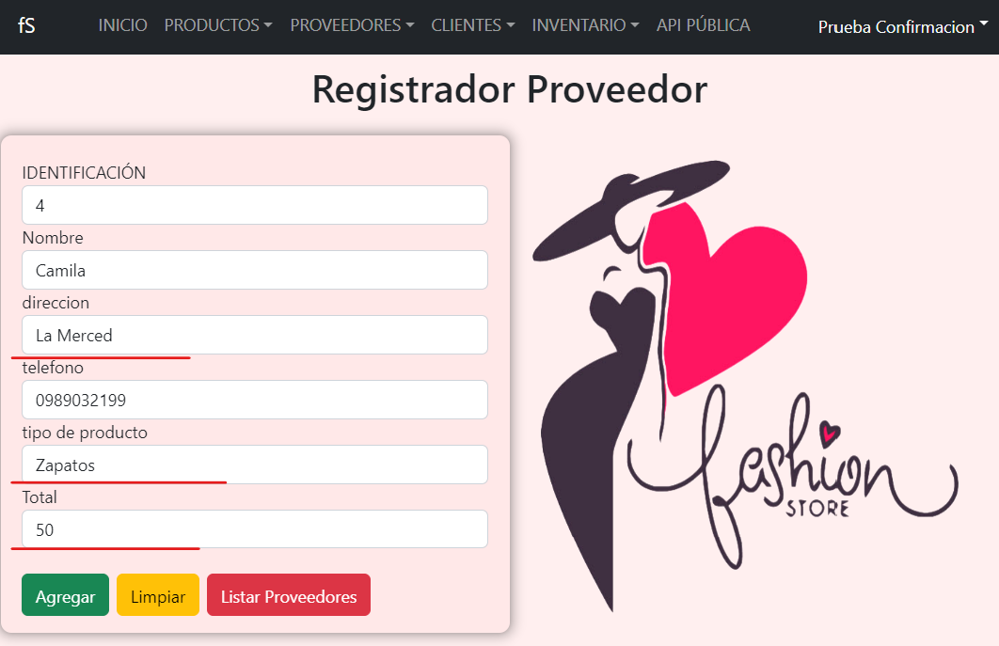 fS INICIO PRODUCTOS PROVEEDORES CLIENTES INVENTARIO API PÚBLICA Prueba Confirmacion
Registrador Proveedor
IDENTIFICACIÓN
4
Nombre
Camila
direccion
La Merced
telefono
0989032199
tipo de producto
Zapatos
Total
50
Agregar Limpiar Listar Proveedores
fashion
STORE